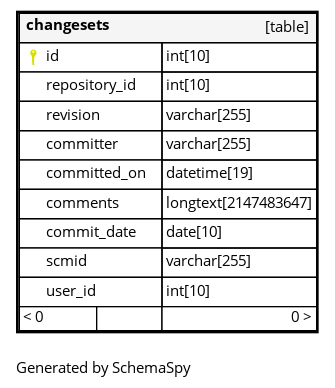 changesets [table]
id int[10]
repository_id int[10]
revision varchar[255]
committer varchar[255]
committed_on datetime[19]
comments longtext[2147483647]
commit_date date[10]
scmid varchar[255]
user_id int[10]
< 0 0 >
Generated by SchemaSpy